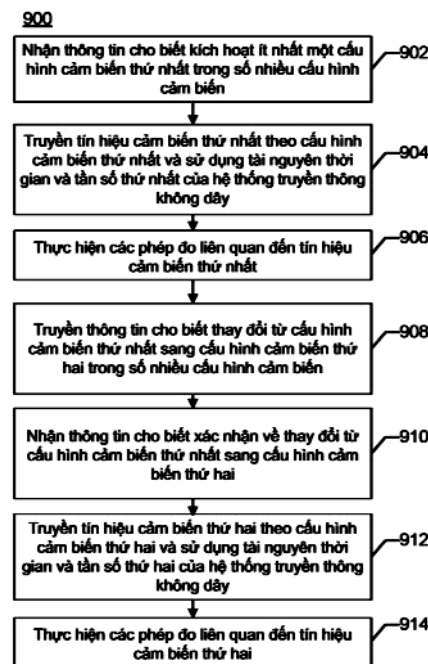 900
Nhận thông tin cho biết kích hoạt ít nhất một cấu
hình cảm biến thứ nhất trong số nhiều cấu hình
cảm biến
902
Truyền tín hiệu cảm biến thứ nhất theo cấu hình
cảm biến thứ nhất và sử dụng tài nguyên thời
gian và tần số thứ nhất của hệ thống truyền thông
không dây
904
Thực hiện các phép đo liên quan đến tín hiệu
cảm biến thứ nhất
906
Truyền thông tin cho biết thay đổi từ cấu hình
cảm biến thứ nhất sang cấu hình cảm biến thứ
hai trong số nhiều cấu hình cảm biến
908
Nhận thông tin cho biết xác nhận về thay đổi từ
cấu hình cảm biến thứ nhất sang cấu hình cảm
biến thứ hai
910
Truyền tín hiệu cảm biến thứ hai theo cấu hình
cảm biến thứ hai và sử dụng tài nguyên thời
gian và tần số thứ hai của hệ thống truyền thông
không dây
912
Thực hiện các phép đo liên quan đến tín hiệu
cảm biến thứ hai
914